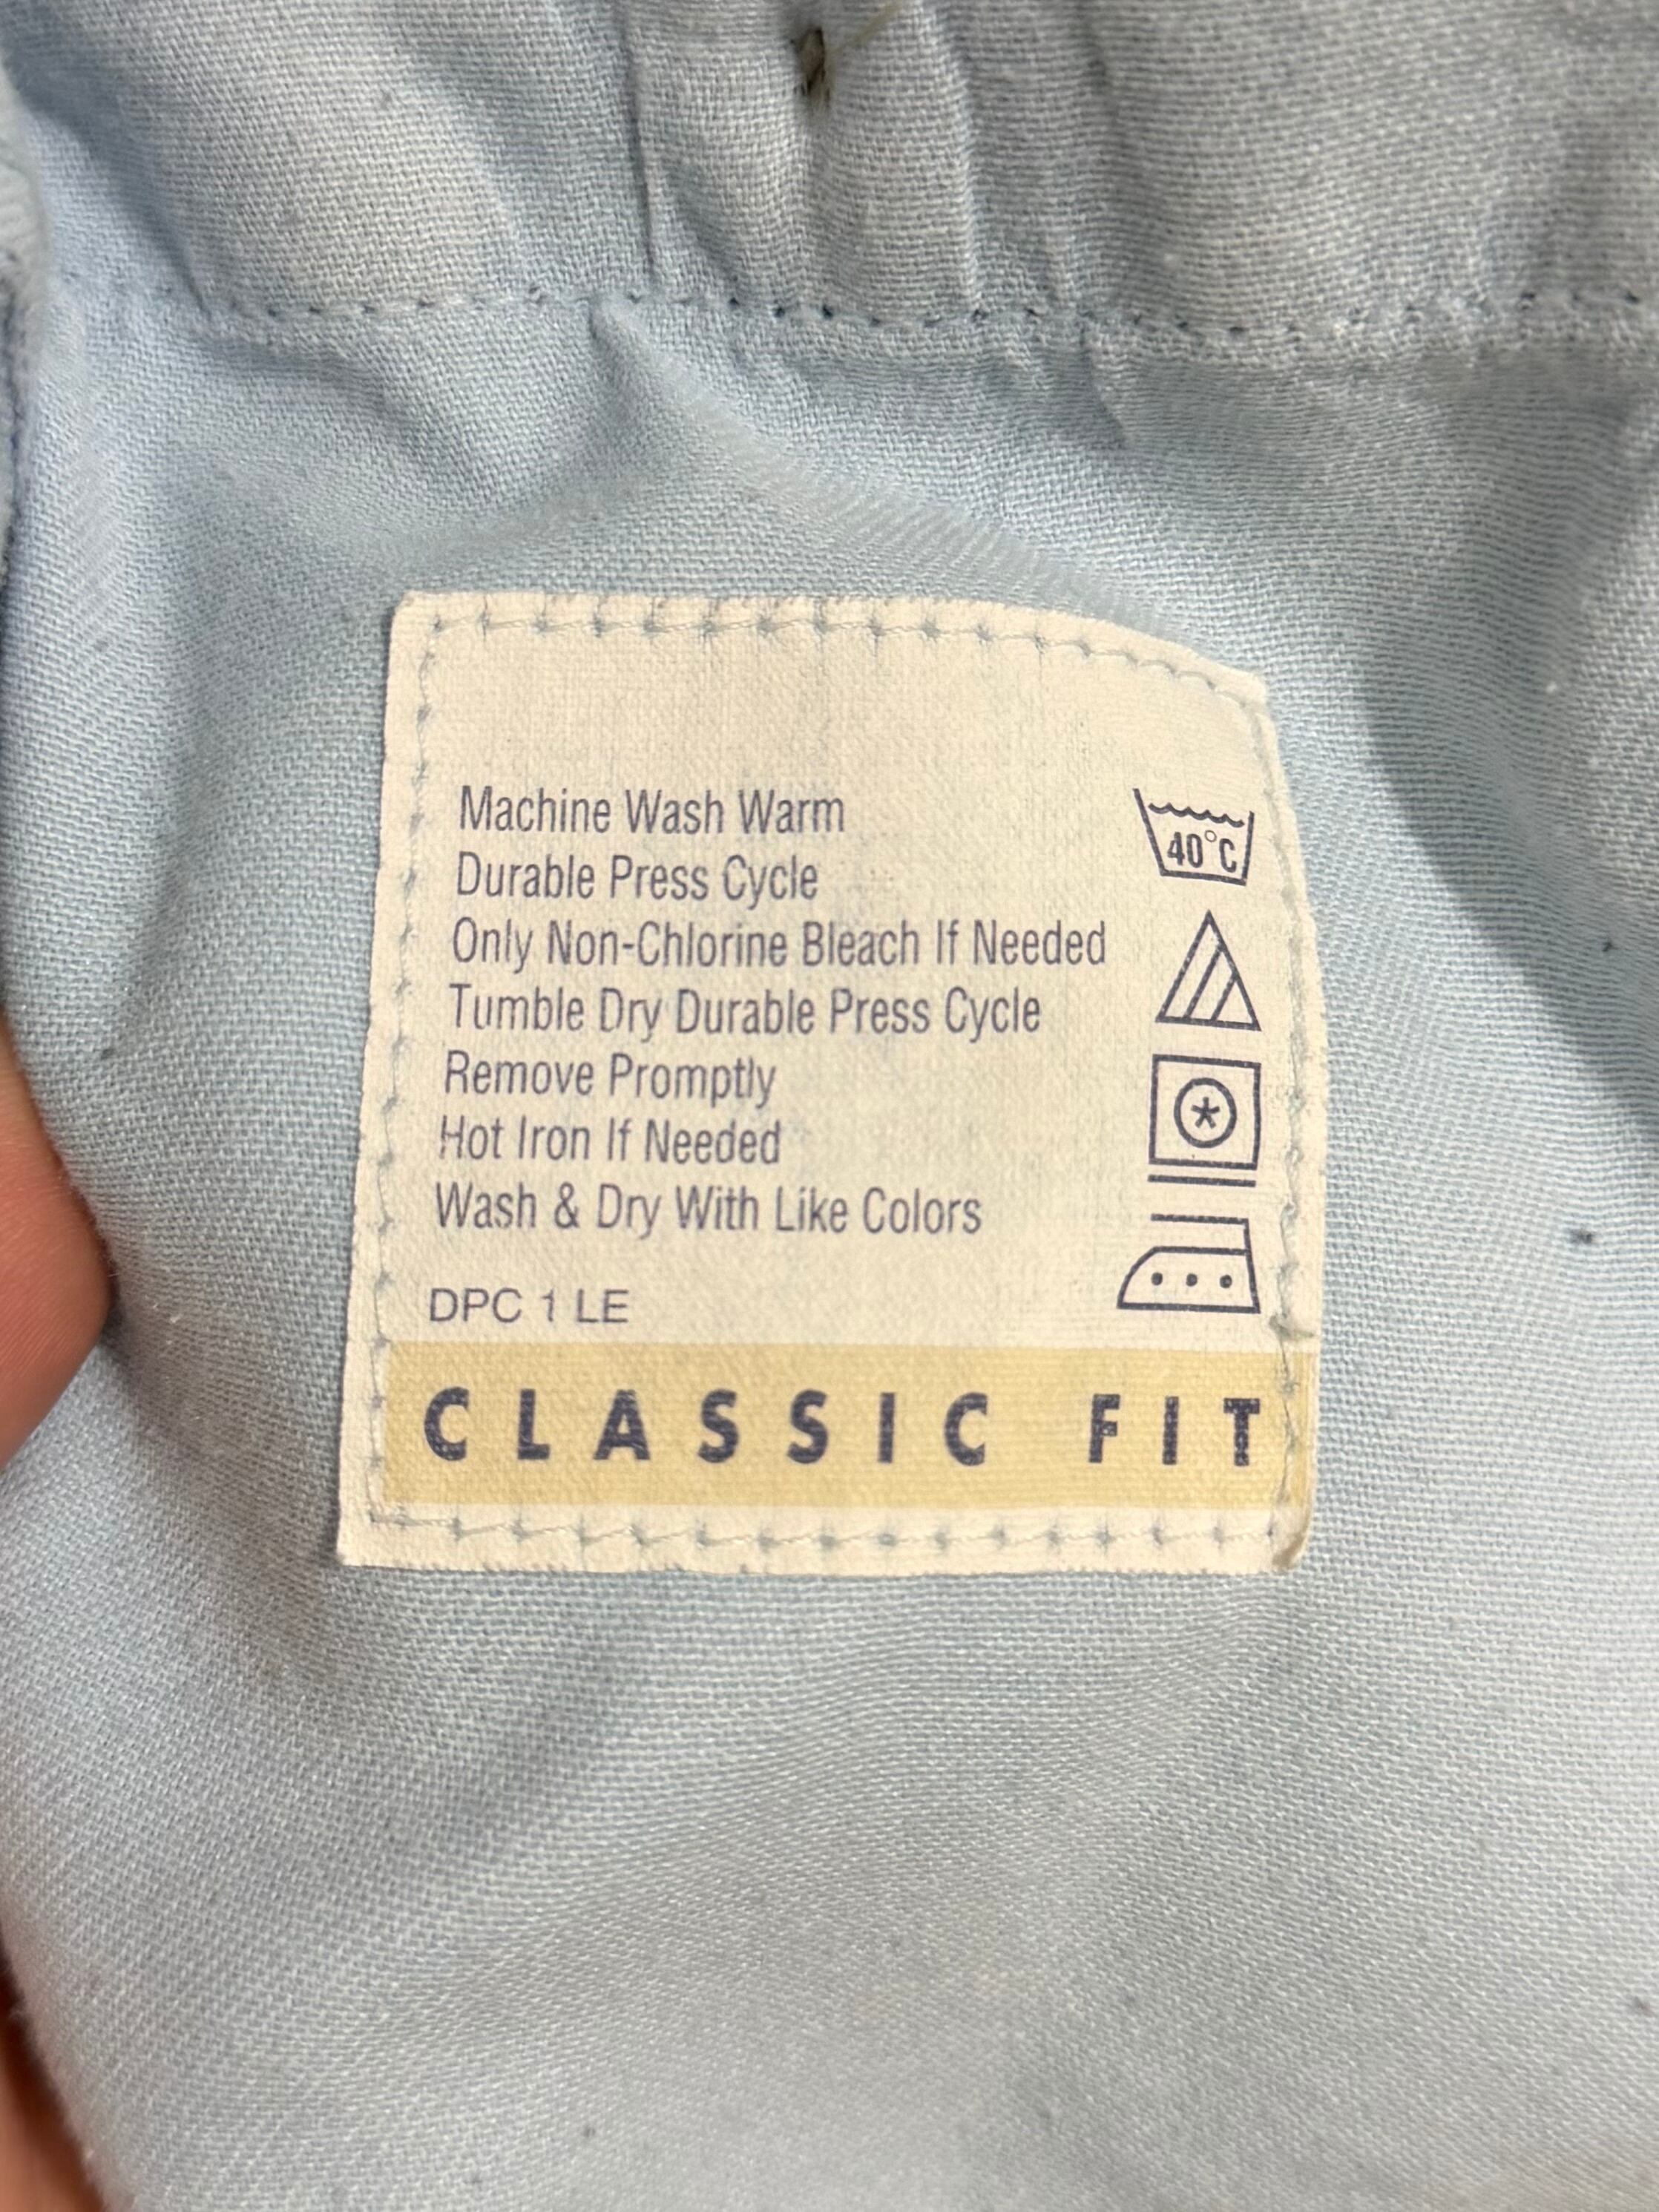 Machine Wash Warm
Durable Press Cycle
Only Non-Chlorine Bleach If Needed
Tumble Dry Durable Press Cycle
Remove Promptly
Hot Iron If Needed
Wash & Dry With Like Colors
40°C
DPC 1 LE
CLASSIC FIT